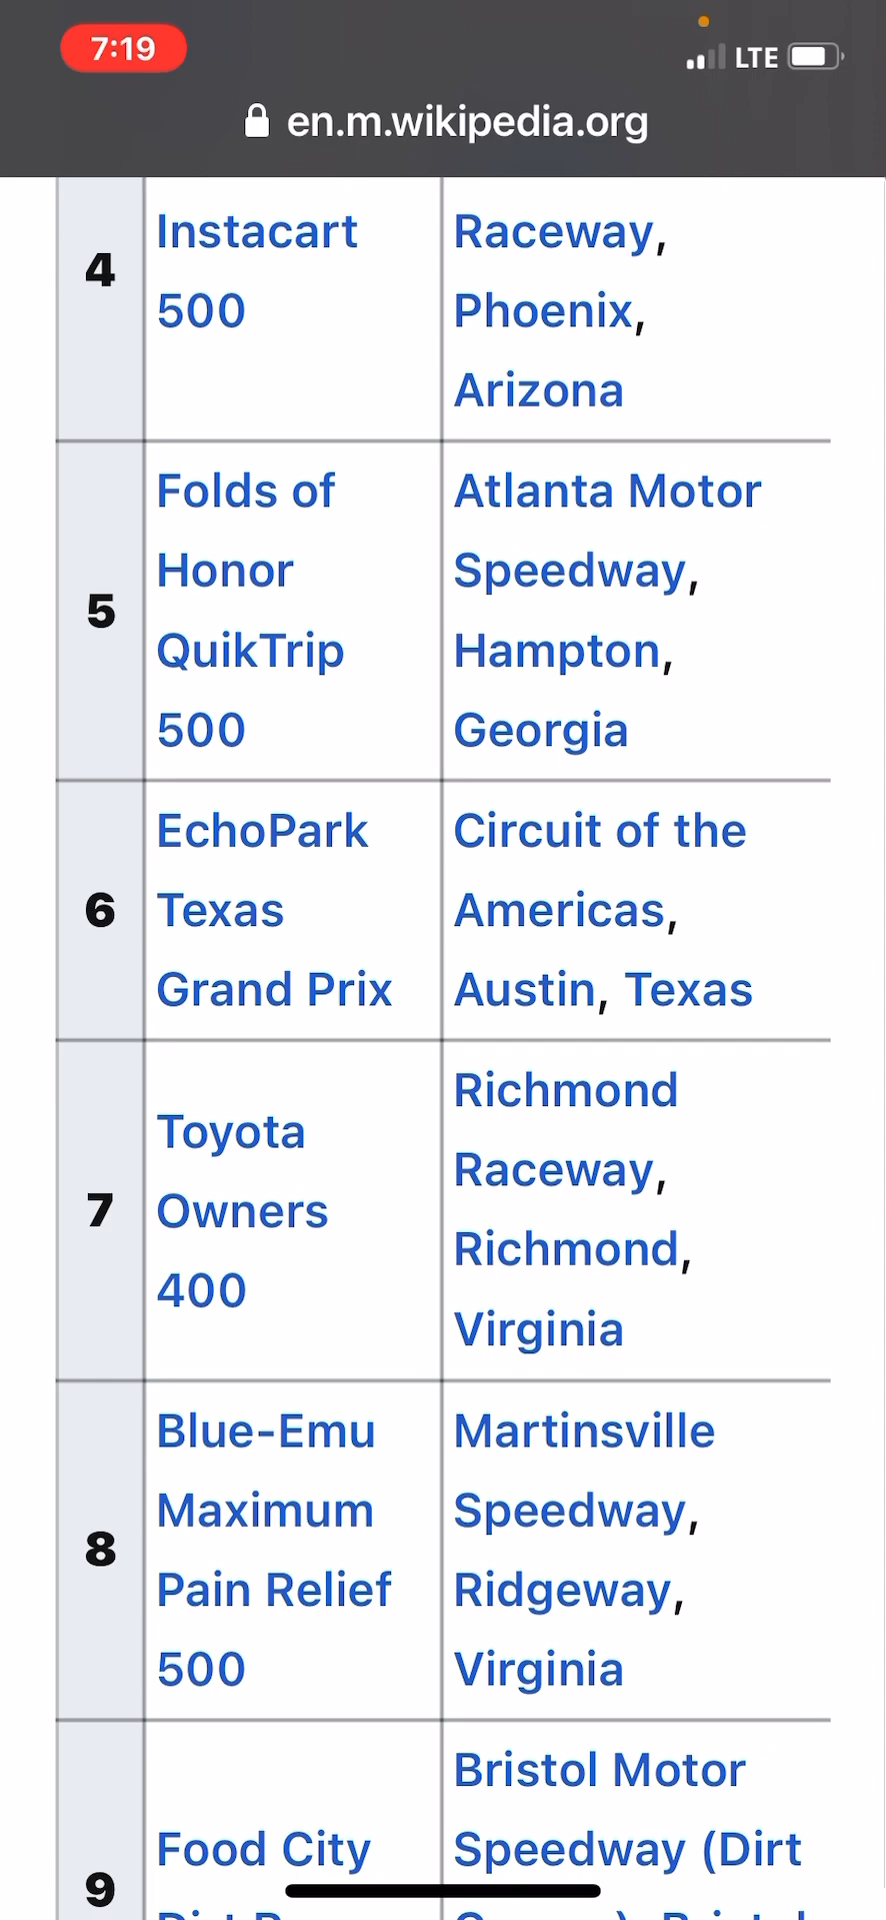 7:19
LTE
en.m.wikipedia.org
4
Instacart
500
Raceway,
Phoenix,
Arizona
5
Folds of
Honor
QuikTrip
500
Atlanta Motor
Speedway,
Hampton,
Georgia
6
EchoPark
Texas
Grand Prix
Circuit of the
Americas,
Austin, Texas
7
Toyota
Owners
400
Richmond
Raceway,
Richmond,
Virginia
8
Blue-Emu
Maximum
Pain Relief
500
Martinsville
Speedway,
Ridgeway,
Virginia
9
Food City
Bristol Motor
Speedway (Dirt